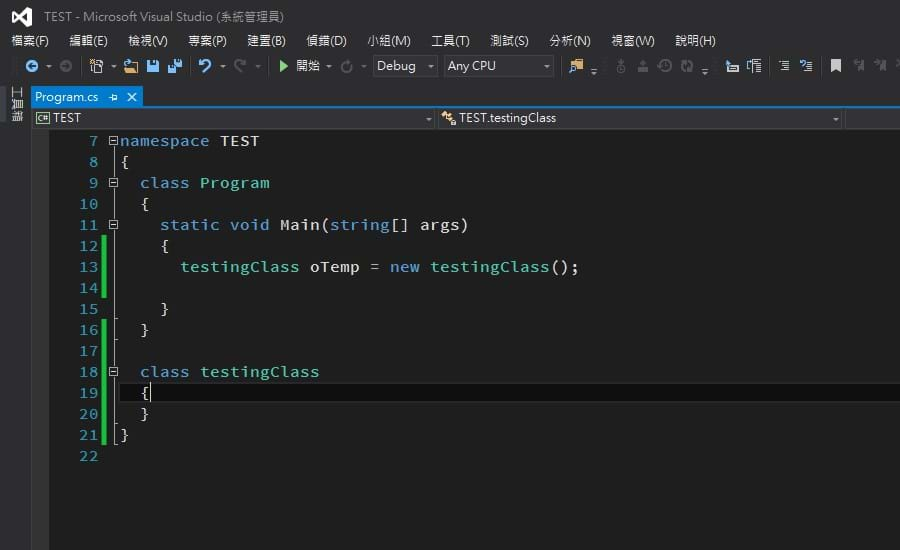 TEST - Microsoft Visual Studio (系統管理員)
檔案(F) 編輯(E) 檢視(V) 專案(P) 建置(B) 偵錯(D) 小組(M) 工具(T) 測試(S) 分析(N) 視窗(W) 說明(H)
開始 Debug Any CPU
工具箱
Program.cs
C# TEST TEST.testingClass
7 namespace TEST
8 {
9 class Program
10 {
11 static void Main(string[] args)
12 {
13 testingClass oTemp = new testingClass();
14
15 }
16 }
17
18 class testingClass
19 {
20 }
21 }
22